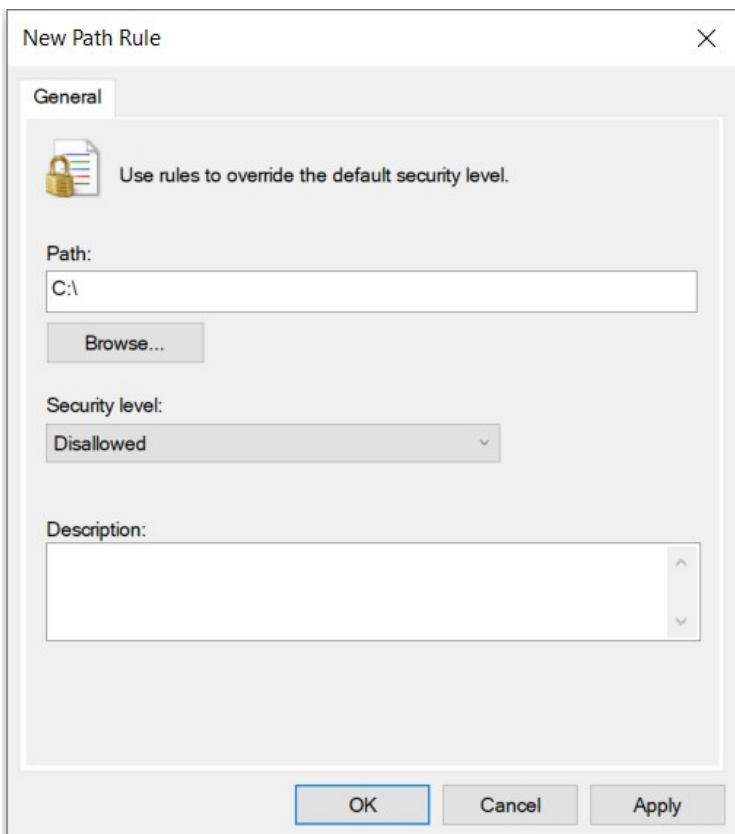 New Path Rule
General
Use rules to override the default security level.
Path:
C:\
Browse...
Security level:
Disallowed
Description:
OK Cancel Apply